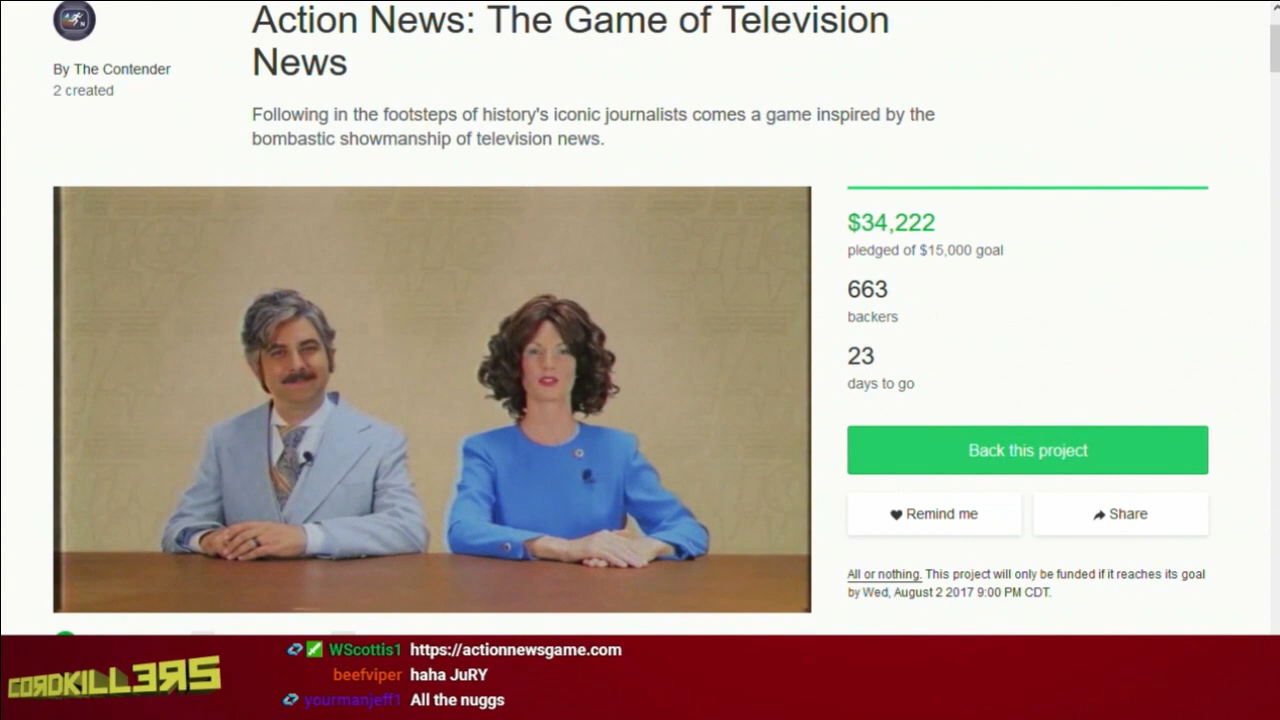 Action News: The Game of Television
News
By The Contender
2 created
Following in the footsteps of history's iconic journalists comes a game inspired by the
bombastic showmanship of television news.
$34,222
pledged of $15,000 goal
663
backers
23
days to go
Back this project
Remind me
Share
All or nothing. This project will only be funded if it reaches its goal
by Wed, August 2 2017 9:00 PM CDT.
CORDKILLERS
WScottis1 https://actionnewsgame.com
beefviper haha JuRY
yourmanjeff1 All the nuggs